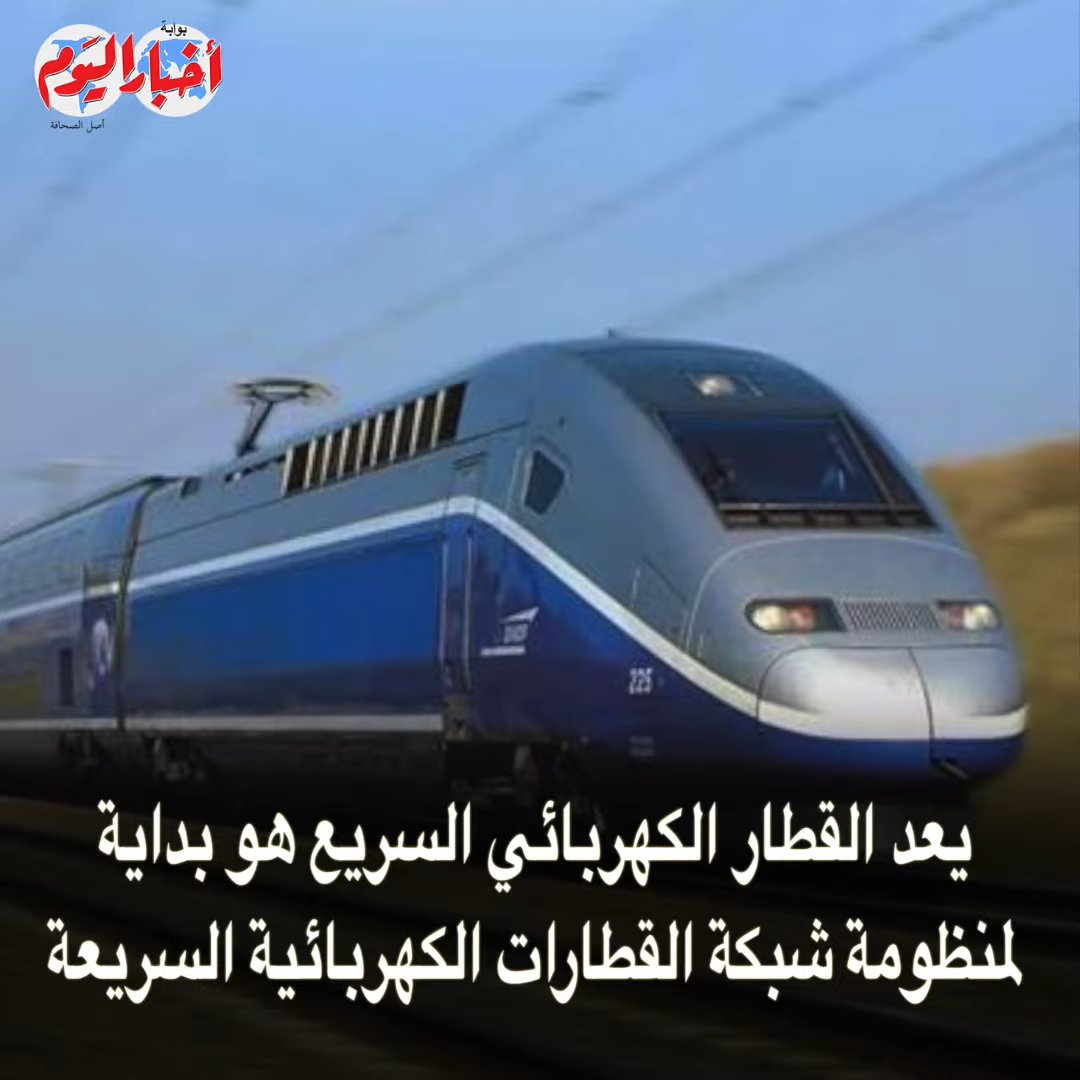 بوابة
أخبار اليوم
أصل الصحافة
225
يعد القطار الكهربائي السريع هو بداية
لمنظومة شبكة القطارات الكهربائية السريعة